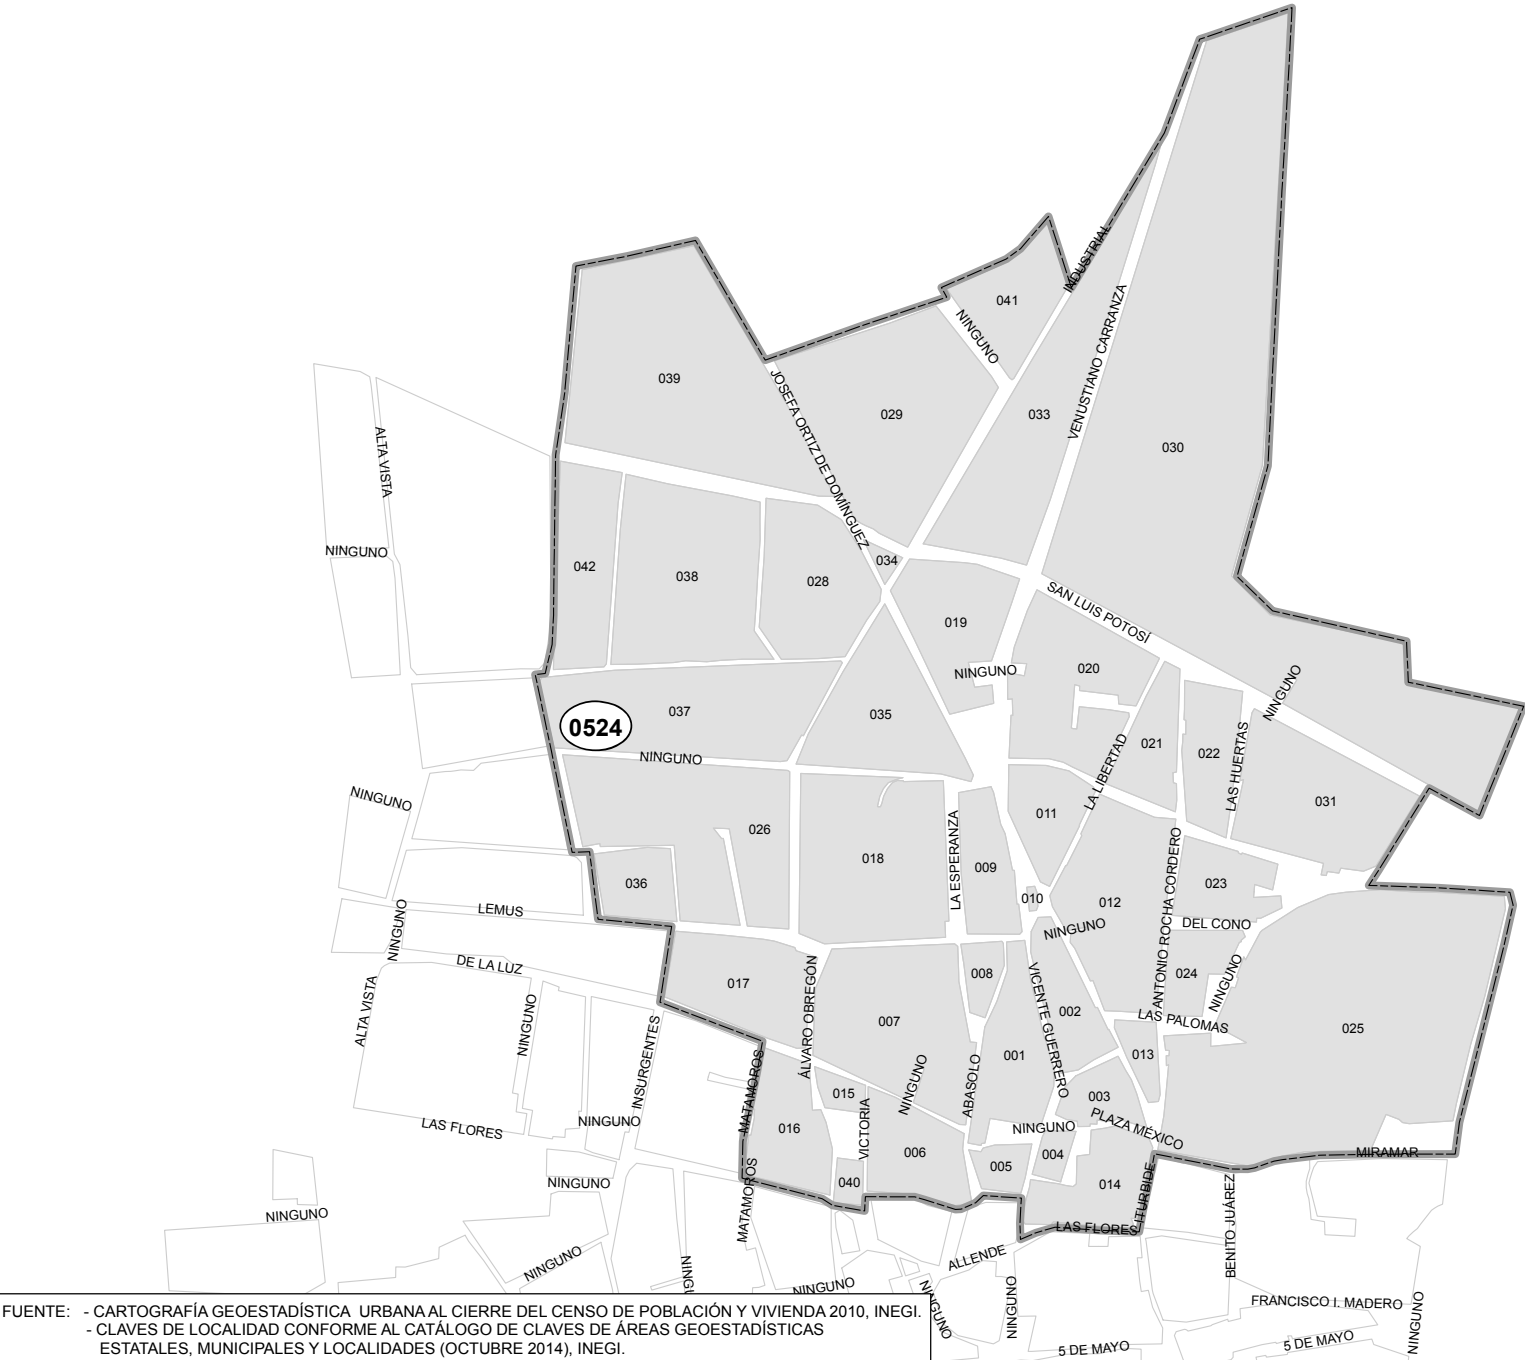 INDUSTRIAL
041
NINGUNO
VENUSTIANO CARRANZA
039
JOSEFA ORTIZ DE DOMÍNGUEZ
029
033
030
ALTA VISTA
NINGUNO
042
038
028
034
SAN LUIS POTOSÍ
019
NINGUNO
020
NINGUNO
037
0524
035
NINGUNO
LA LIBERTAD
021
022
LAS HUERTAS
031
NINGUNO
026
018
LA ESPERANZA
009
011
036
010
012
ANTONIO ROCHA CORDERO
023
LEMUS
NINGUNO
NINGUNO
DEL CONO
DE LA LUZ
017
ÁLVARO OBREGÓN
008
VICENTE GUERRERO
024
NINGUNO
ALTA VISTA
NINGUNO
INSURGENTES
007
002
LAS PALOMAS
025
001
013
MATAMOROS
015
NINGUNO
ABASOLO
003
PLAZA MÉXICO
LAS FLORES
NINGUNO
016
VICTORIA
006
NINGUNO
004
005
MIRAMAR
NINGUNO
MATAMOROS
040
014
ITURBIDE
BENITO JUÁREZ
NINGUNO
LAS FLORES
NINGUNO
ALLENDE
NINGU
NINGUNO
NINGUNO
NINGUNO
FRANCISCO I. MADERO
NINGUNO
5 DE MAYO
5 DE MAYO
FUENTE: - CARTOGRAFÍA GEOESTADÍSTICA URBANA AL CIERRE DEL CENSO DE POBLACIÓN Y VIVIENDA 2010, INEGI.
- CLAVES DE LOCALIDAD CONFORME AL CATÁLOGO DE CLAVES DE ÁREAS GEOESTADÍSTICAS
ESTATALES, MUNICIPALES Y LOCALIDADES (OCTUBRE 2014), INEGI.